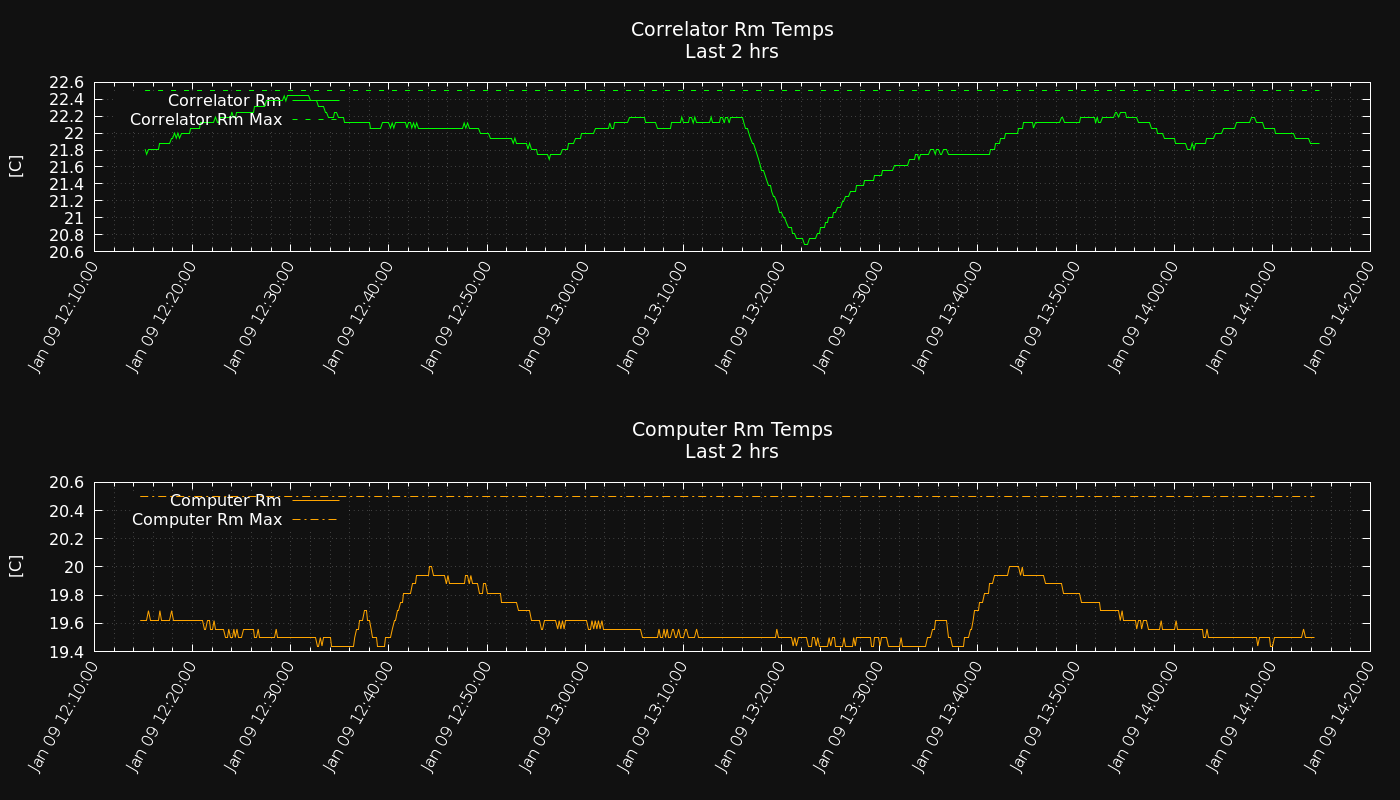 Correlator Rm Temps
Last 2 hrs
22.6
22.4
22.2
22
21.8
21.6
21.4
21.2
21
20.8
20.6
[C]
Correlator Rm
Correlator Rm Max
Jan 09 12:10:00
Jan 09 12:20:00
Jan 09 12:30:00
Jan 09 12:40:00
Jan 09 12:50:00
Jan 09 13:00:00
Jan 09 13:10:00
Jan 09 13:20:00
Jan 09 13:30:00
Jan 09 13:40:00
Jan 09 13:50:00
Jan 09 14:00:00
Jan 09 14:10:00
Jan 09 14:20:00
Computer Rm Temps
Last 2 hrs
20.6
20.4
20.2
20
19.8
19.6
19.4
[C]
Computer Rm
Computer Rm Max
Jan 09 12:10:00
Jan 09 12:20:00
Jan 09 12:30:00
Jan 09 12:40:00
Jan 09 12:50:00
Jan 09 13:00:00
Jan 09 13:10:00
Jan 09 13:20:00
Jan 09 13:30:00
Jan 09 13:40:00
Jan 09 13:50:00
Jan 09 14:00:00
Jan 09 14:10:00
Jan 09 14:20:00